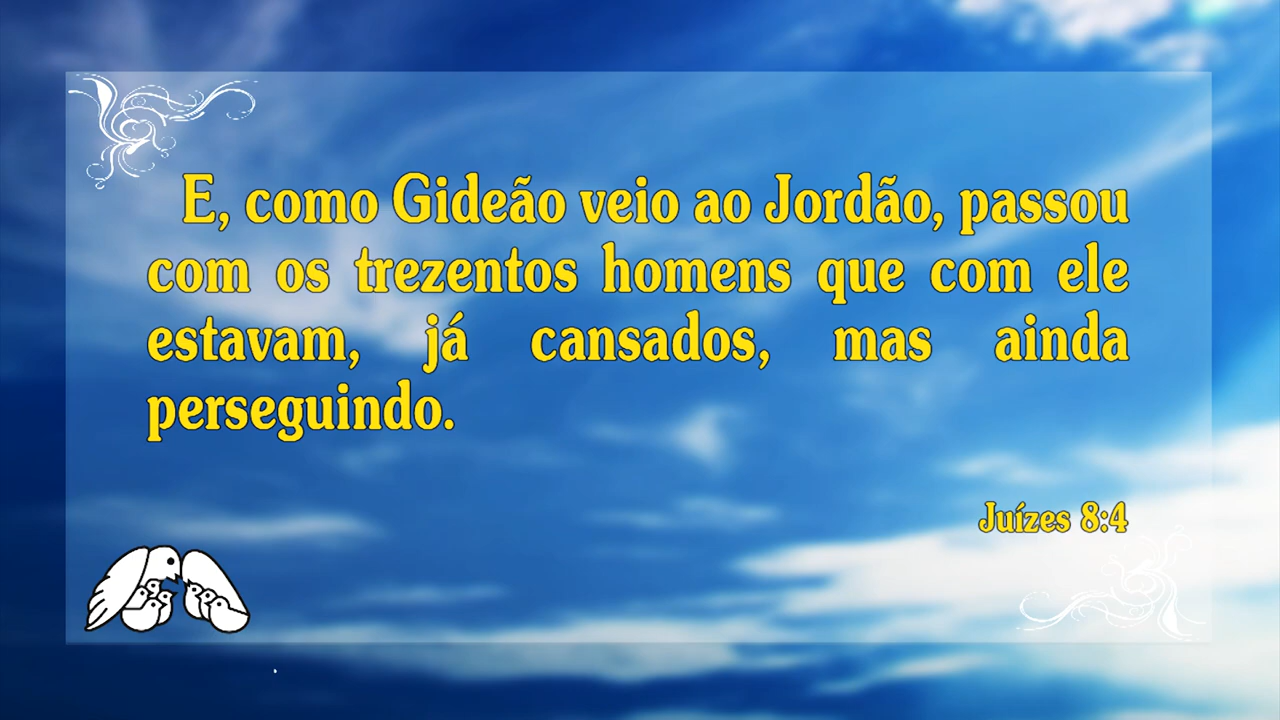 E, como Gideão veio ao Jordão, passou
com os trezentos homens que com ele
estavam, já cansados, mas ainda
perseguindo.
Juízes 8:4